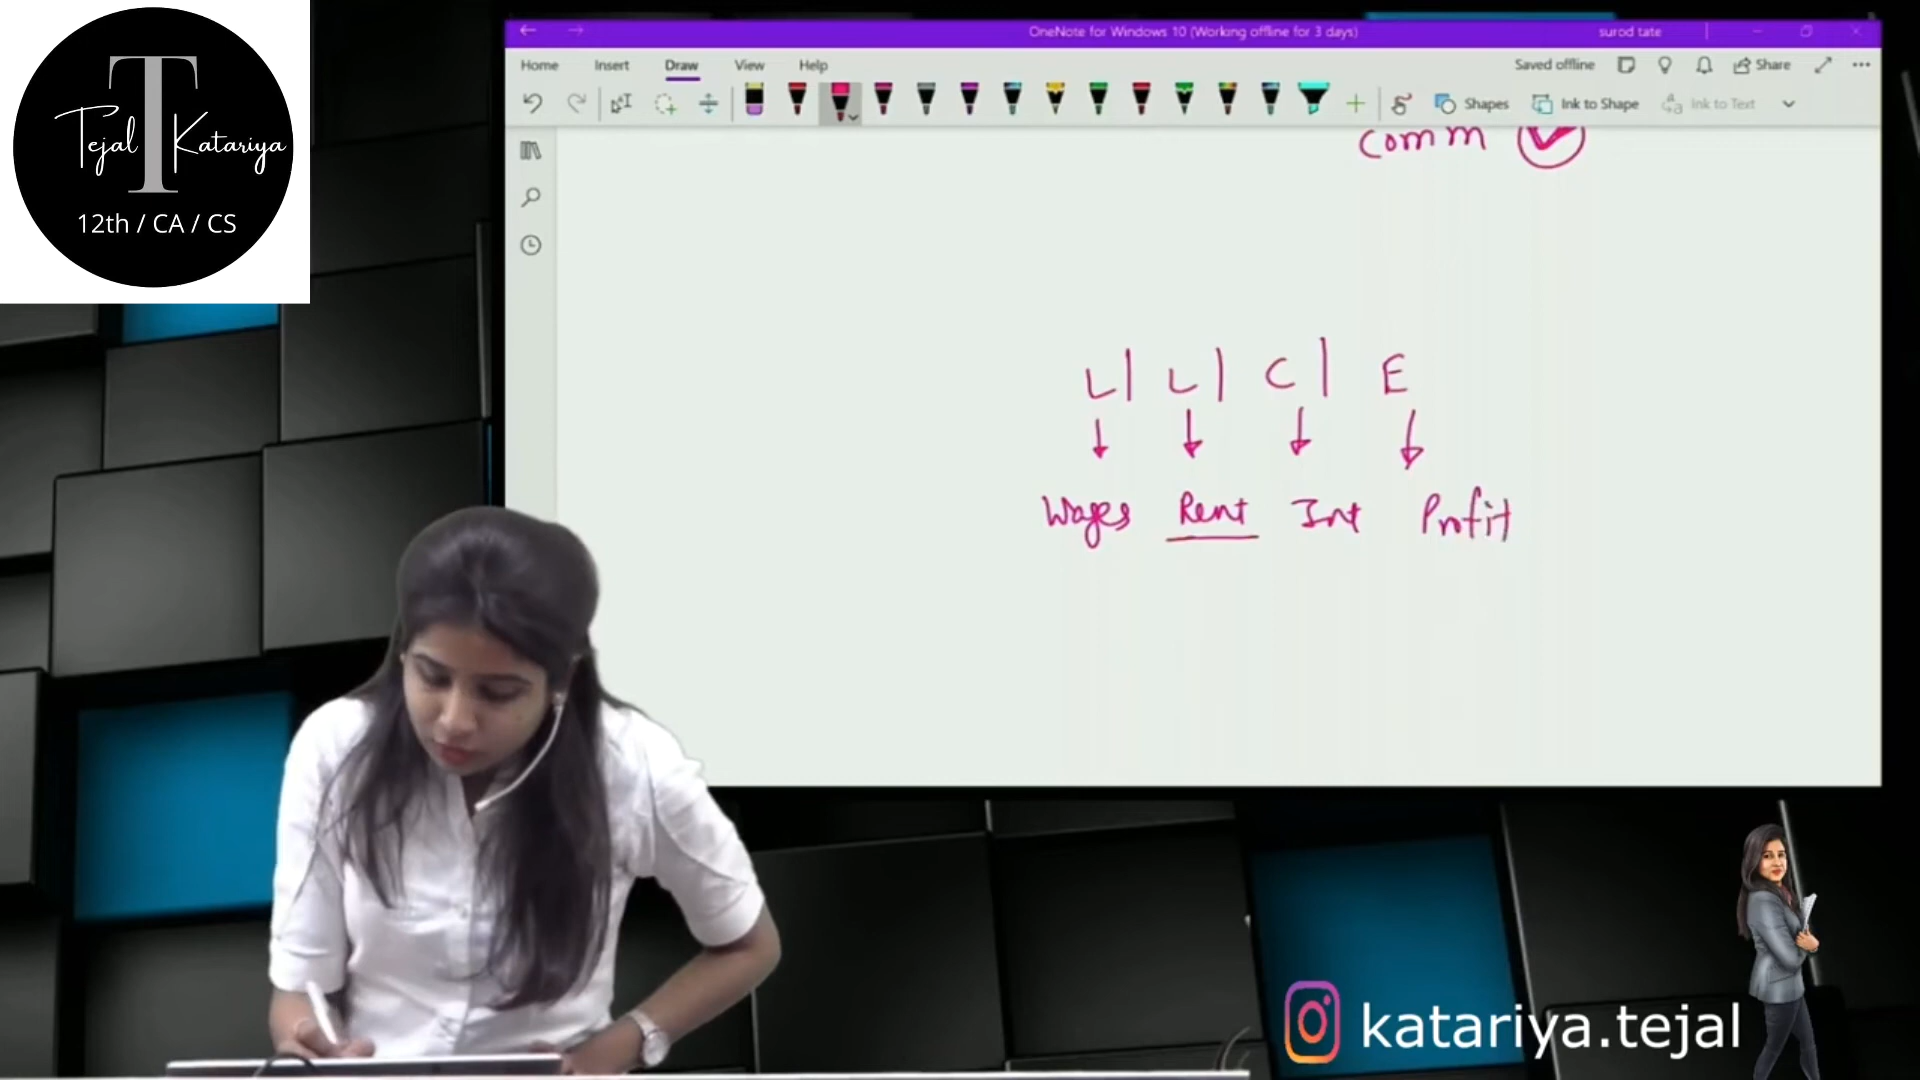 T
Tejal Katariya
12th / CA / CS
OneNote for Windows 10 (Working offline for 3 days)
surod tate
Home Insert Draw View Help
Saved offline
Share
Shapes
Ink to Shape
Ink to Text
Comm
L | L | C | E
Wages Rent Int Profit
katariya.tejal